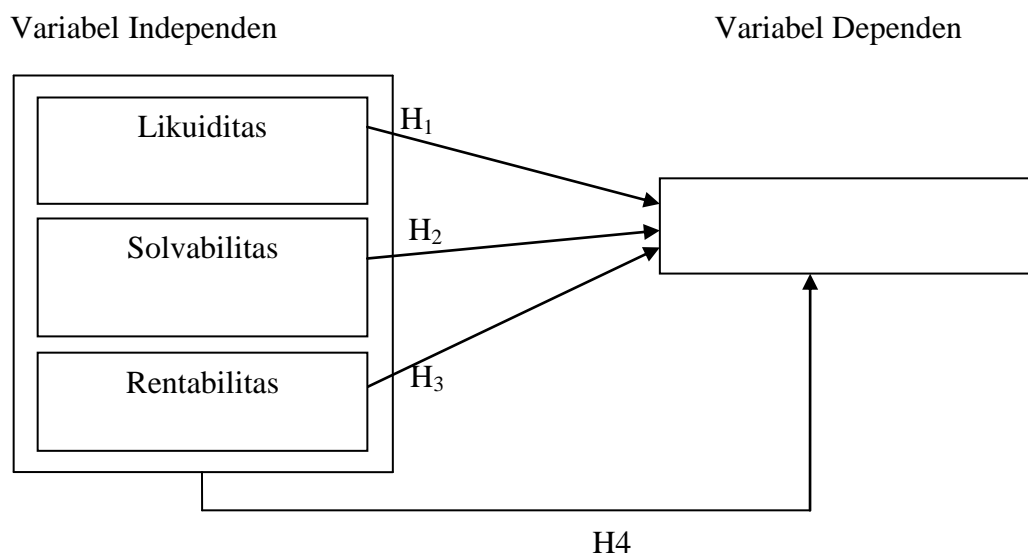 Variabel Independen
Variabel Dependen
Likuiditas
H₁
Solvabilitas
H₂
Rentabilitas
H₃
H4